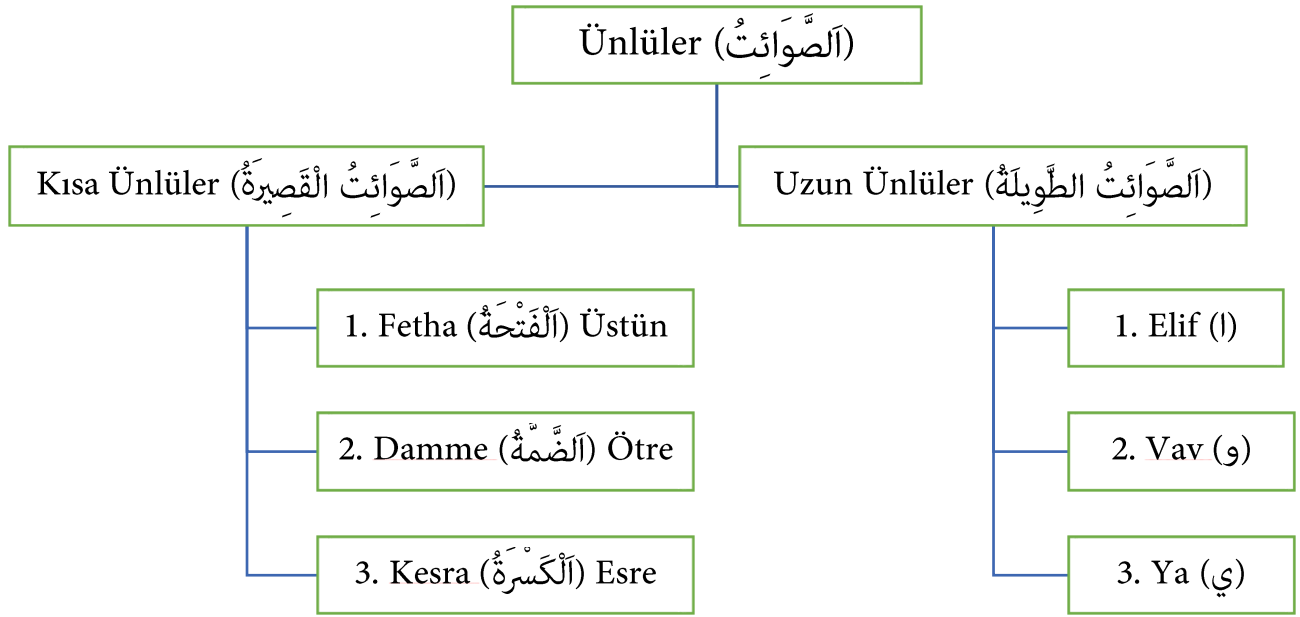 Ünlüler (اَلصَّوَائِتُ)
Kısa Ünlüler (اَلصَّوَائِتُ الْقَصِيرَةُ)
Uzun Ünlüler (اَلصَّوَائِتُ الطَّوِيلَةُ)
1. Fetha (اَلْفَتْحَةُ) Üstün
2. Damme (اَلضَّمَّةُ) Ötre
3. Kesra (اَلْكَسْرَةُ) Esre
1. Elif (ا)
2. Vav (و)
3. Ya (ي)